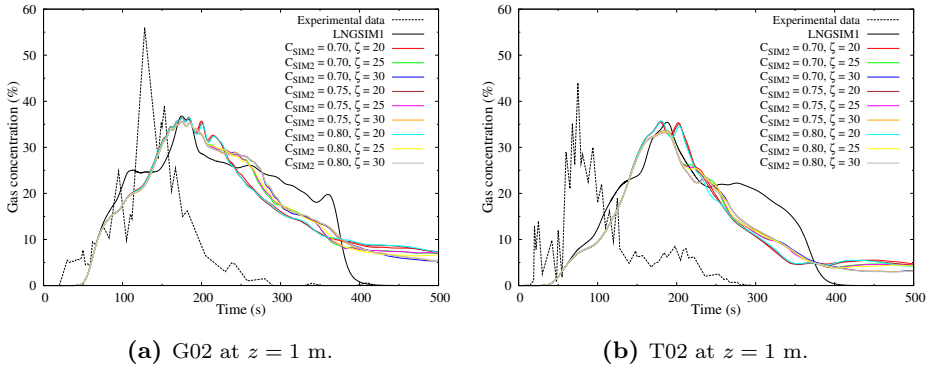 60
50
40
30
20
10
0
Gas concentration (%)
0 100 200 300 400 500
Time (s)
Experimental data
LNGSIM1
C_SIM2 = 0.70, ζ = 20
C_SIM2 = 0.70, ζ = 25
C_SIM2 = 0.70, ζ = 30
C_SIM2 = 0.75, ζ = 20
C_SIM2 = 0.75, ζ = 25
C_SIM2 = 0.75, ζ = 30
C_SIM2 = 0.80, ζ = 20
C_SIM2 = 0.80, ζ = 25
C_SIM2 = 0.80, ζ = 30
(a) G02 at z = 1 m.
60
50
40
30
20
10
0
Gas concentration (%)
0 100 200 300 400 500
Time (s)
Experimental data
LNGSIM1
C_SIM2 = 0.70, ζ = 20
C_SIM2 = 0.70, ζ = 25
C_SIM2 = 0.70, ζ = 30
C_SIM2 = 0.75, ζ = 20
C_SIM2 = 0.75, ζ = 25
C_SIM2 = 0.75, ζ = 30
C_SIM2 = 0.80, ζ = 20
C_SIM2 = 0.80, ζ = 25
C_SIM2 = 0.80, ζ = 30
(b) T02 at z = 1 m.